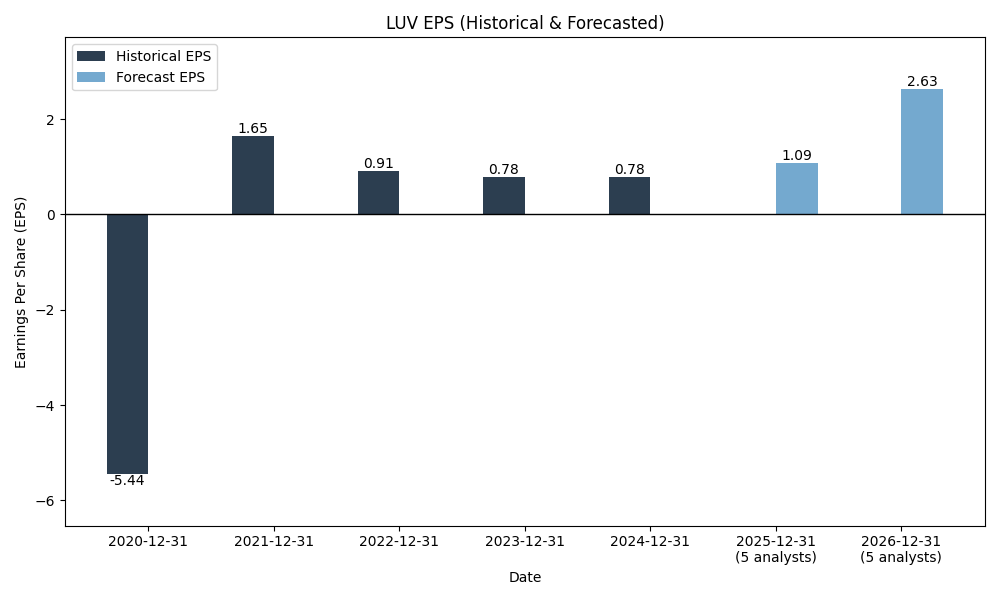 LUV EPS (Historical & Forecasted)
Historical EPS
Forecast EPS
Earnings Per Share (EPS)
2
0
−2
−4
−6
-5.44
1.65
0.91
0.78
0.78
1.09
2.63
2020-12-31
2021-12-31
2022-12-31
2023-12-31
2024-12-31
2025-12-31
(5 analysts)
2026-12-31
(5 analysts)
Date